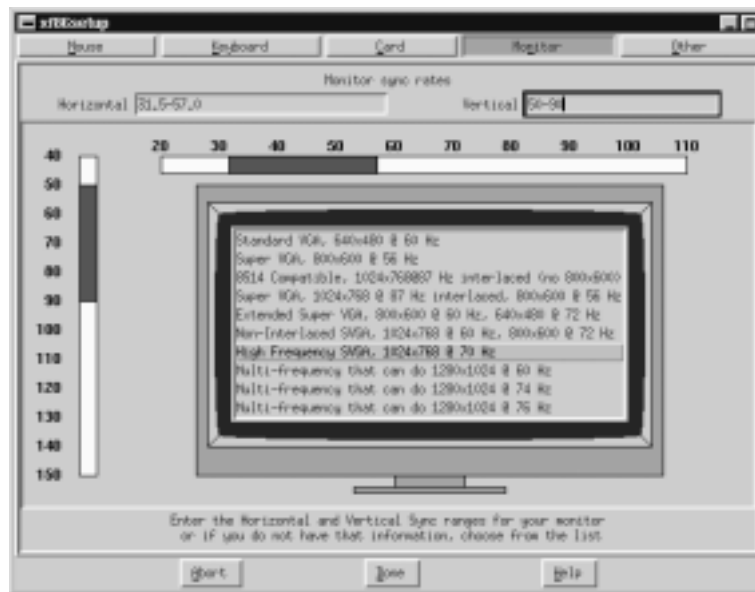 xf86setup
Mouse Keyboard Card Monitor Other
Monitor sync rates
Horizontal 31.5-57.0 Vertical 50-90
20 30 40 50 60 70 80 90 100 110
40
50
60
70
80
90
100
110
120
130
140
150
Standard VGA, 640x480 @ 60 Hz
Super VGA, 800x600 @ 56 Hz
8514 Compatible, 1024x768@87 Hz interlaced (no 800x600)
Super VGA, 1024x768 @ 87 Hz interlaced, 800x600 @ 56 Hz
Extended Super VGA, 800x600 @ 60 Hz, 640x480 @ 72 Hz
Non-Interlaced SVGA, 1024x768 @ 60 Hz, 800x600 @ 72 Hz
High Frequency SVGA, 1024x768 @ 70 Hz
Multi-frequency that can do 1280x1024 @ 60 Hz
Multi-frequency that can do 1280x1024 @ 74 Hz
Multi-frequency that can do 1280x1024 @ 76 Hz
Enter the Horizontal and Vertical Sync ranges for your monitor
or if you do not have that information, choose from the list
Abort Done Help